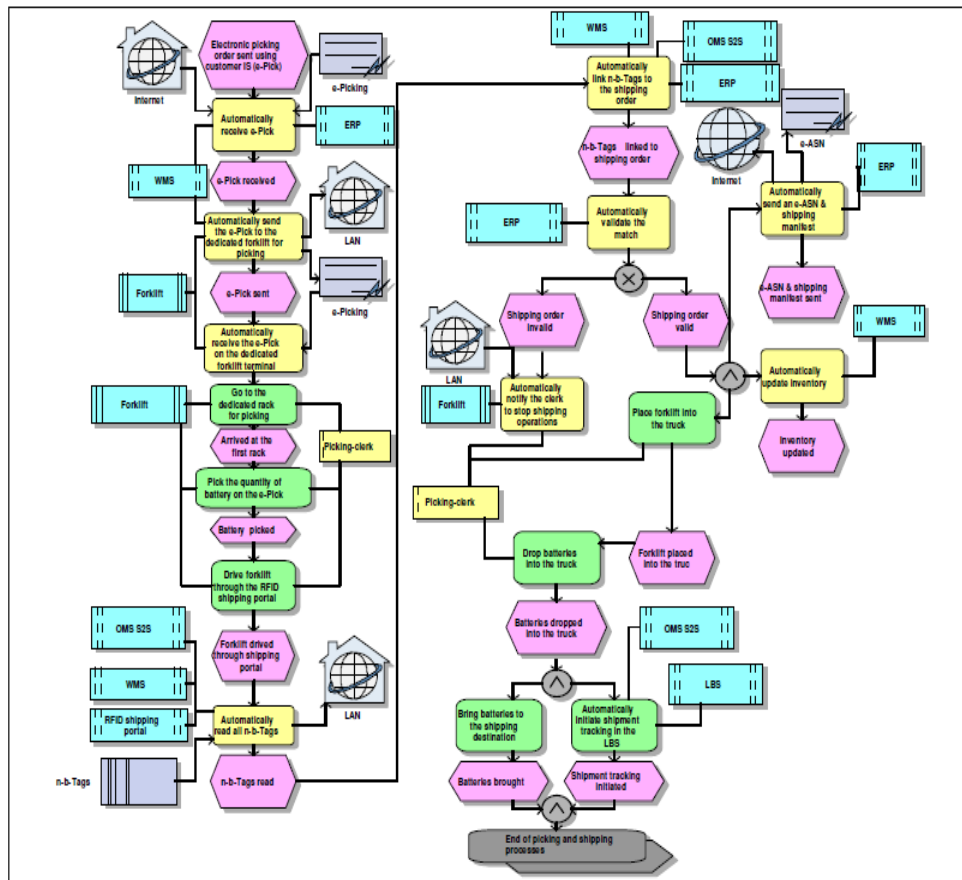 Electronic picking
order sent using
customer IS (e-Pick)
Internet
e-Picking
Automatically
receive e-Pick
ERP
WMS
e-Pick received
Automatically send
the e-Pick to the
dedicated forklift for
picking
LAN
Forklift
e-Pick sent
e-Picking
Automatically
receive the e-Pick
on the dedicated
forklift terminal
Forklift
Go to the
dedicated rack
for picking
Arrived at the
first rack
Picking-clerk
Pick the quantity of
battery on the e-Pick
Battery picked
Drive forklift
through the RFID
shipping portal
OMS S2S
Forklift drived
through shipping
portal
WMS
LAN
RFID shipping
portal
Automatically
read all n-b-Tags
n-b-Tags
n-b-Tags read
WMS
OMS S2S
Automatically
link n-b-Tags to
the shipping
order
ERP
e-ASN
n-b-Tags linked to
shipping order
Internet
ERP
Automatically
send an e-ASN &
shipping
manifest
ERP
Automatically
validate the
match
e-ASN & shipping
manifest sent
Shipping order
invalid
Shipping order
valid
WMS
LAN
Automatically
update inventory
Forklift
Automatically
notify the clerk
to stop shipping
operations
Place forklift into
the truck
Inventory
updated
Picking-clerk
Drop batteries
into the truck
Forklift placed
into the truc
Batteries dropped
into the truck
OMS S2S
LBS
Bring batteries to
the shipping
destination
Automatically
initiate shipment
tracking in the
LBS
Batteries brought
Shipment tracking
initiated
End of picking and shipping
processes